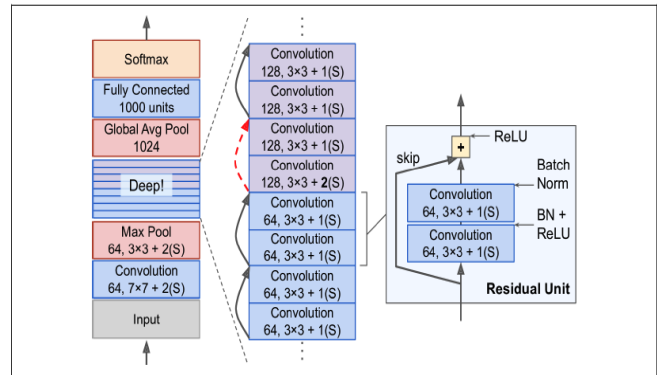 Softmax
Fully Connected
1000 units
Global Avg Pool
1024
Deep!
Max Pool
64, 3×3 + 2(S)
Convolution
64, 7×7 + 2(S)
Input
Convolution
128, 3×3 + 1(S)
Convolution
128, 3×3 + 1(S)
Convolution
128, 3×3 + 1(S)
Convolution
128, 3×3 + 2(S)
Convolution
64, 3×3 + 1(S)
Convolution
64, 3×3 + 1(S)
Convolution
64, 3×3 + 1(S)
Convolution
64, 3×3 + 1(S)
+
ReLU
skip
Batch
Norm
Convolution
64, 3×3 + 1(S)
BN +
ReLU
Convolution
64, 3×3 + 1(S)
Residual Unit